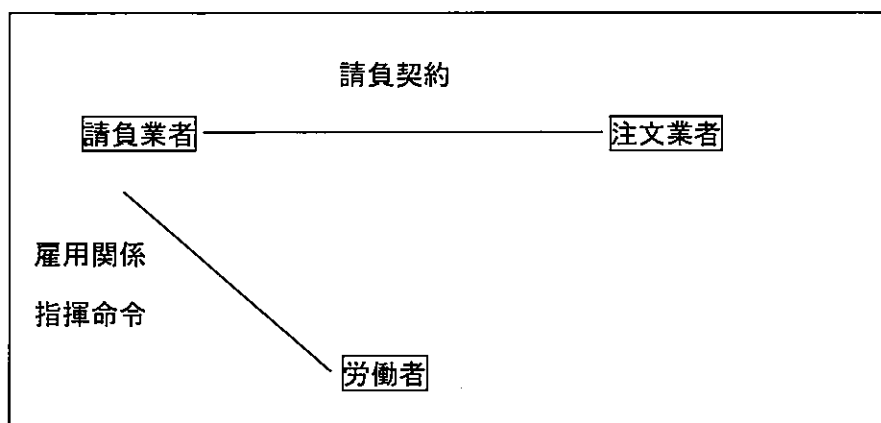 請負契約
請負業者
注文業者
雇用関係
指揮命令
労働者